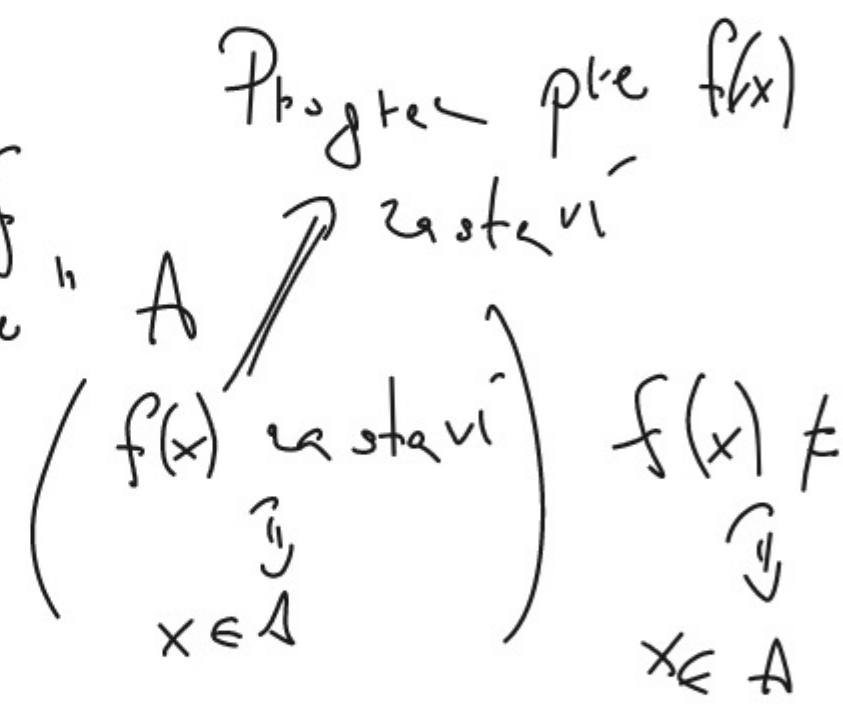 Program pre f(x)
zastaví
A
( f(x) zastaví ) f(x) ≠
⇕ ⇕
x ∈ A x ∈ A